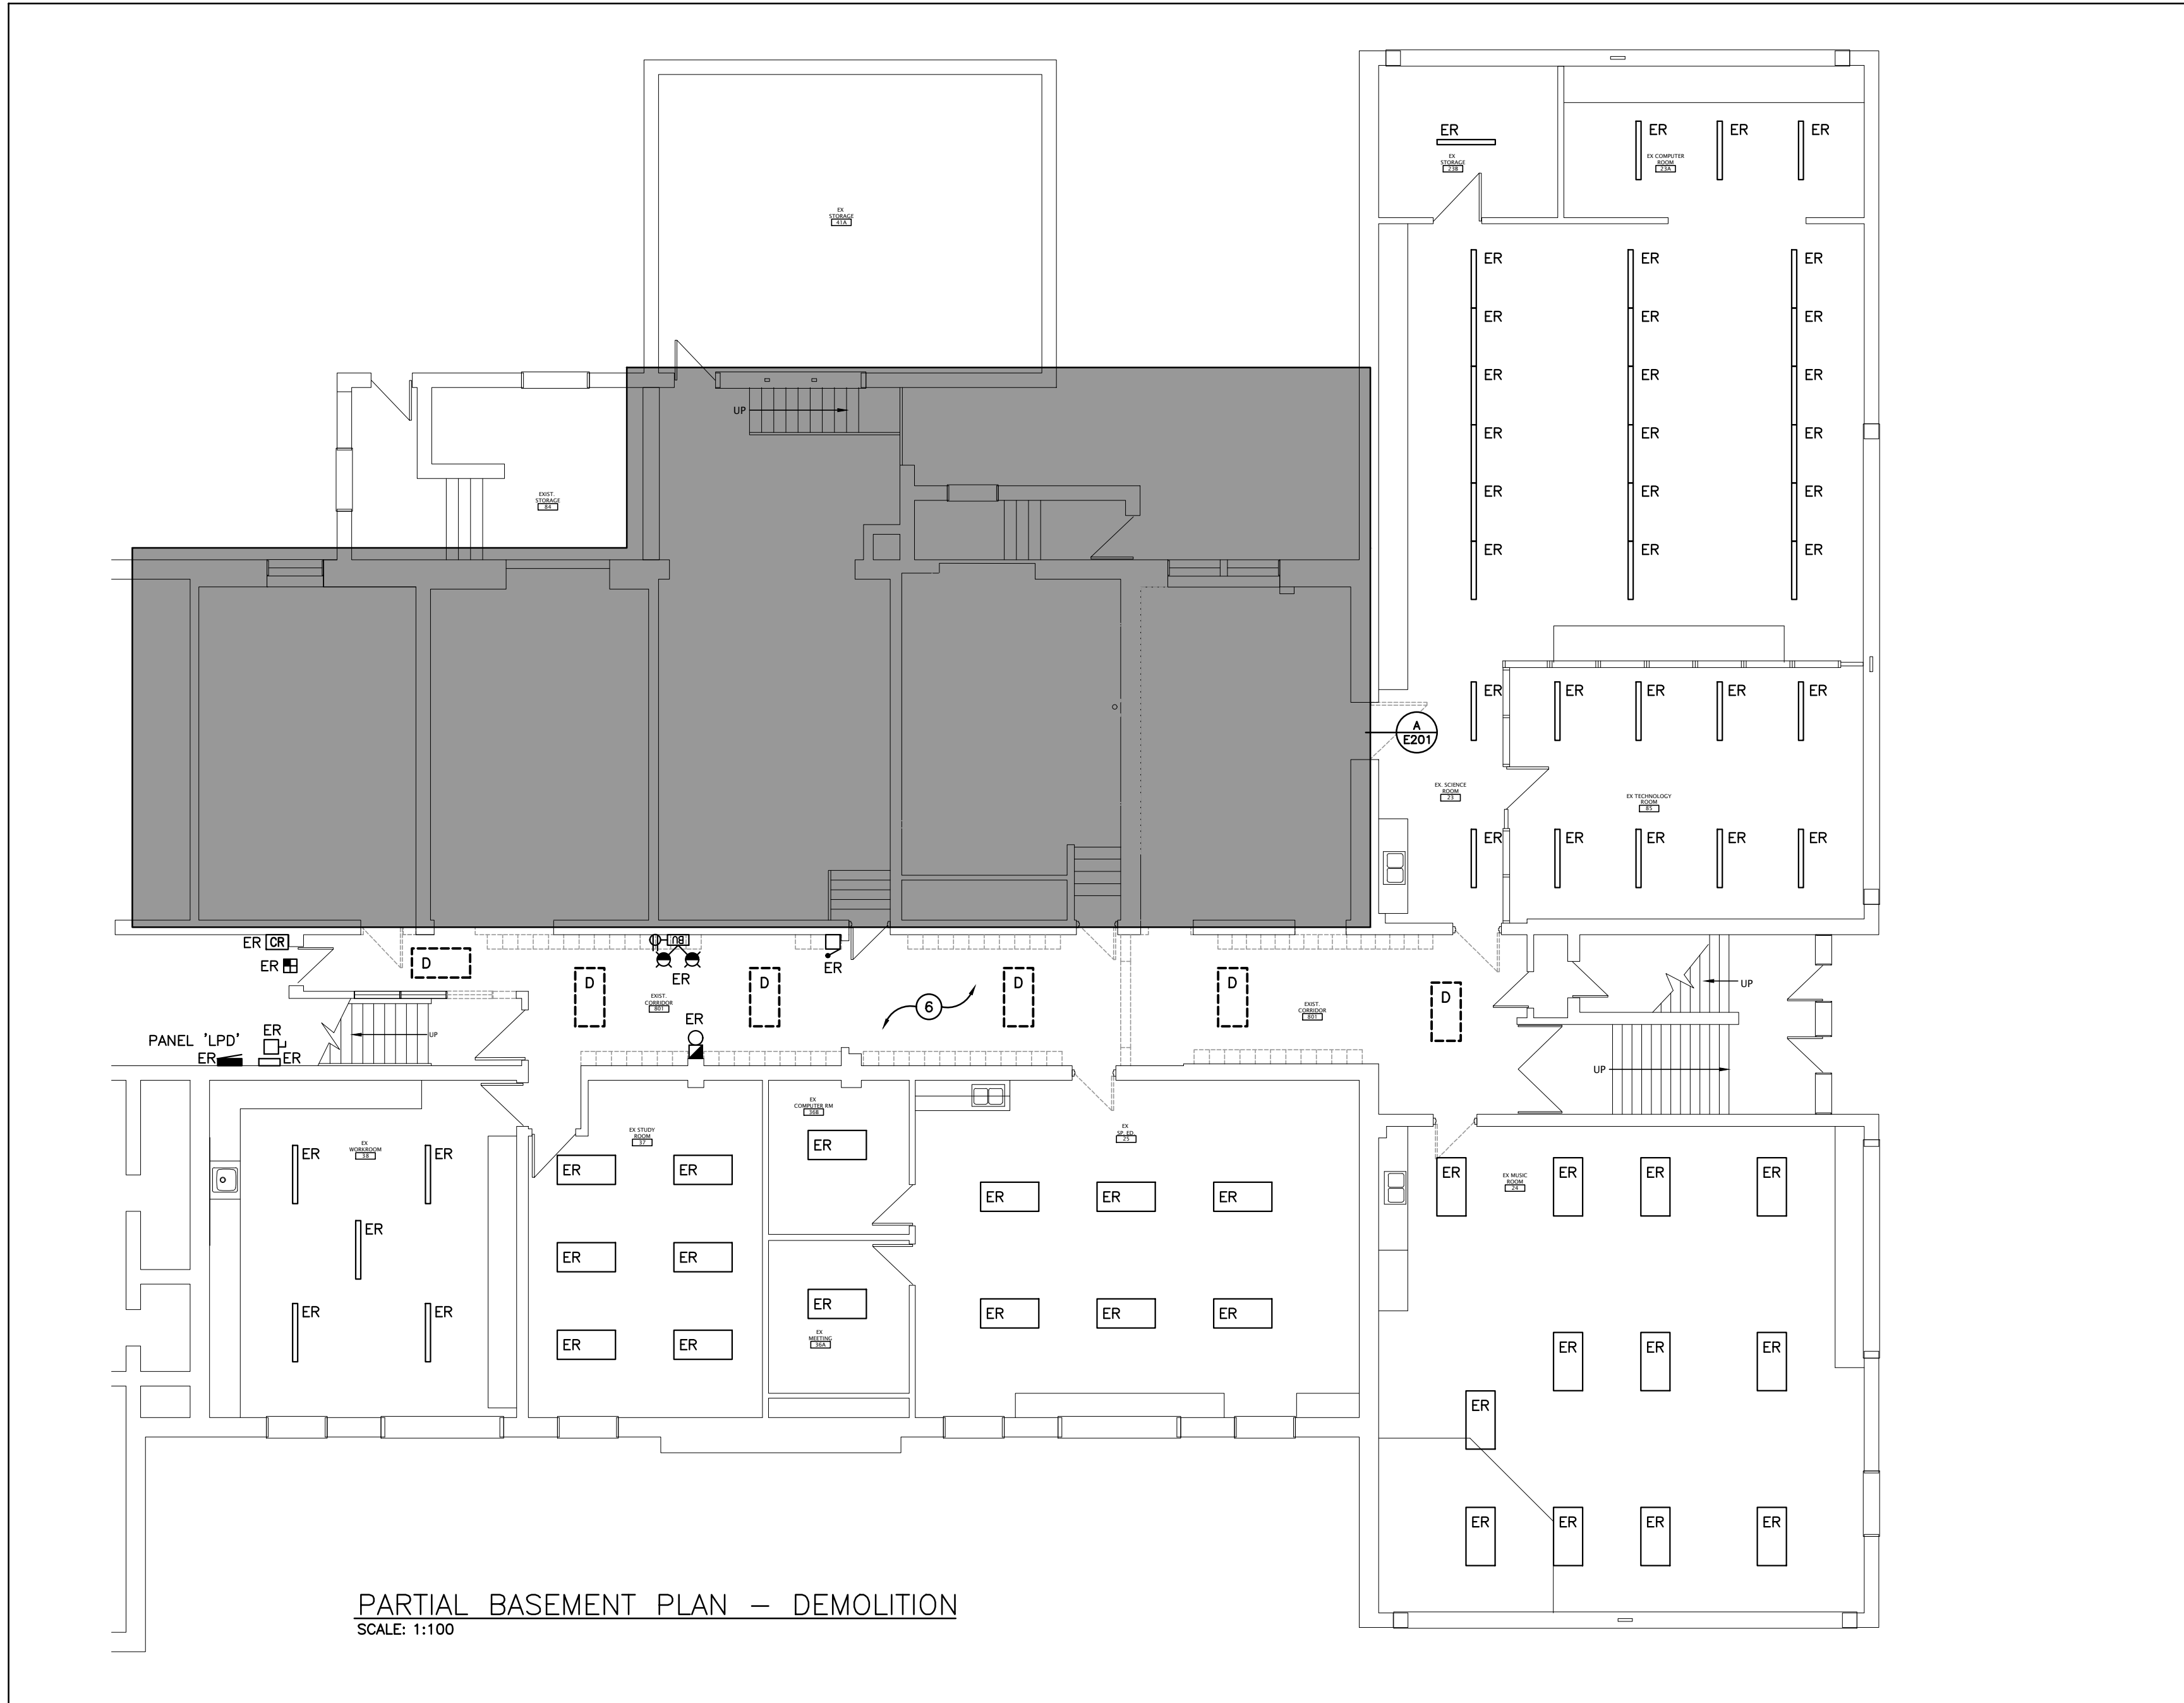 ER
EX
STORAGE
23B
ER ER ER
EX COMPUTER
ROOM
23A
EX
STORAGE
41A
ER ER ER
ER ER ER
ER ER ER
ER ER ER
ER ER ER
ER ER ER
UP
EXIST.
STORAGE
84
ER ER ER ER ER
A
E201
EX. SCIENCE
ROOM
23
EX TECHNOLOGY
ROOM
85
ER ER ER ER ER
ER CR
ER
D
BU
ER
ER
D
D
D
D
D
EXIST.
CORRIDOR
801
6
EXIST.
CORRIDOR
801
UP
ER
PANEL 'LPD'
ER
ER
ER
UP
UP
EX
WORKROOM
38
ER ER
ER
ER ER
EX STUDY
ROOM
37
ER ER
ER ER
ER ER
EX
COMPUTER RM
36B
ER
ER
EX
MEETING
36A
EX
SP. ED.
25
ER ER ER
ER ER ER
EX MUSIC
ROOM
24
ER ER ER ER
ER ER ER
ER
ER ER ER ER
PARTIAL BASEMENT PLAN – DEMOLITION
SCALE: 1:100